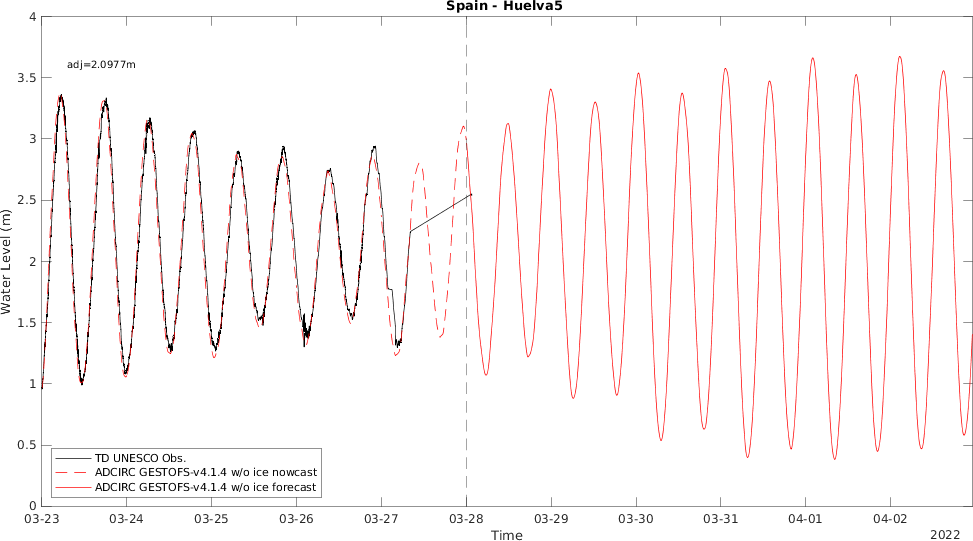 Spain - Huelva5
4
adj=2.0977m
3.5
3
2.5
2
1.5
1
0.5
0
Water Level (m)
TD UNESCO Obs.
ADCIRC GESTOFS-v4.1.4 w/o ice nowcast
ADCIRC GESTOFS-v4.1.4 w/o ice forecast
03-23 03-24 03-25 03-26 03-27 03-28 03-29 03-30 03-31 04-01 04-02
Time
2022